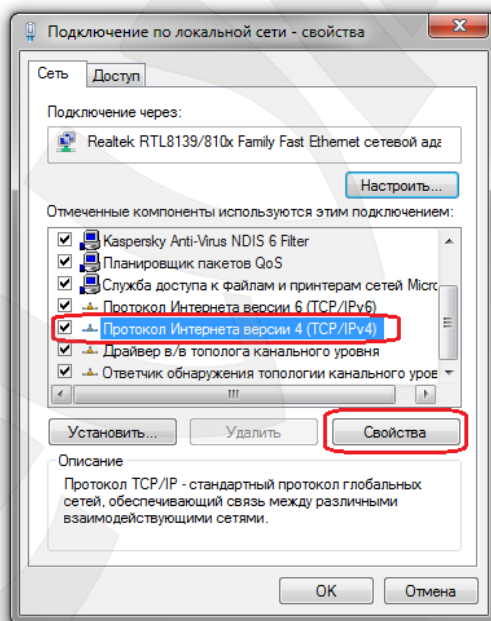 Подключение по локальной сети - свойства
Сеть
Доступ
Подключение через:
Realtek RTL8139/810x Family Fast Ethernet сетевой ада
Настроить...
Отмеченные компоненты используются этим подключением:
Kaspersky Anti-Virus NDIS 6 Filter
Планировщик пакетов QoS
Служба доступа к файлам и принтерам сетей Micro
Протокол Интернета версии 6 (TCP/IPv6)
Протокол Интернета версии 4 (TCP/IPv4)
Драйвер в/в тополога канального уровня
Ответчик обнаружения топологии канального уров
Установить...
Удалить
Свойства
Описание
Протокол TCP/IP - стандартный протокол глобальных
сетей, обеспечивающий связь между различными
взаимодействующими сетями.
OK
Отмена